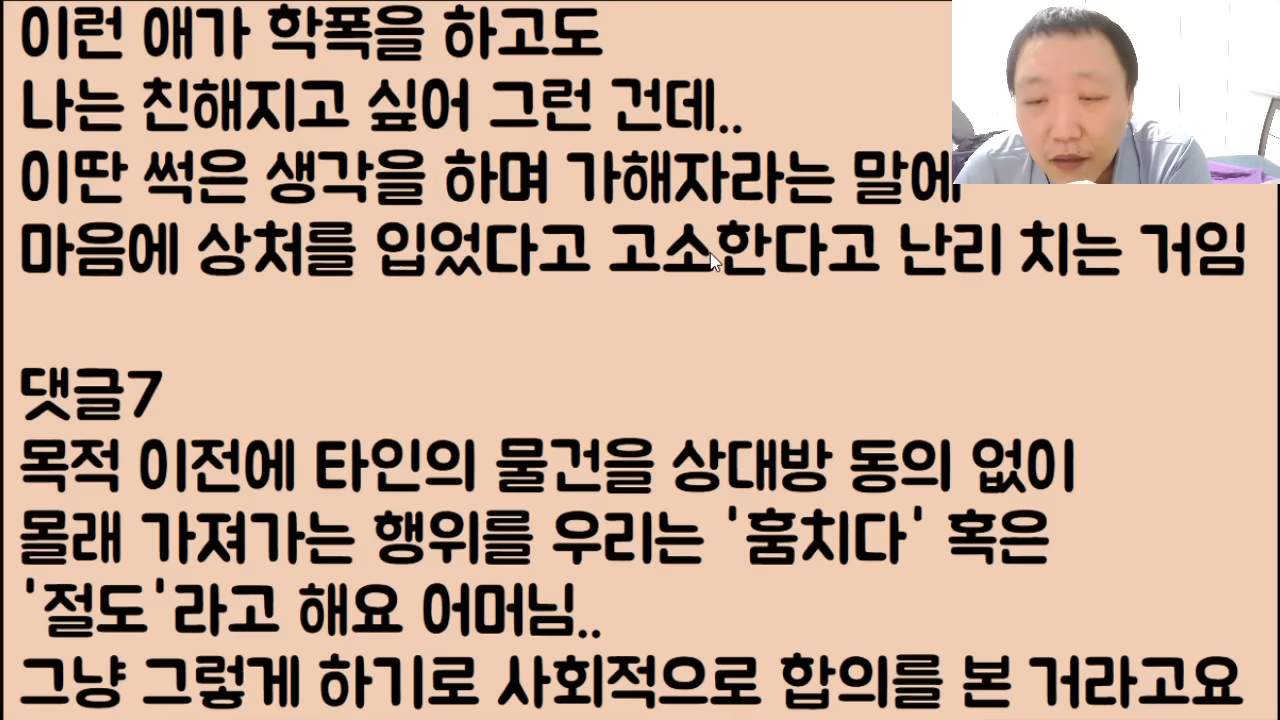 이런 애가 학폭을 하고도
나는 친해지고 싶어 그런 건데..
이딴 썩은 생각을 하며 가해자라는 말에
마음에 상처를 입었다고 고소한다고 난리 치는 거임
댓글7
목적 이전에 타인의 물건을 상대방 동의 없이
몰래 가져가는 행위를 우리는 '훔치다' 혹은
'절도'라고 해요 어머님..
그냥 그렇게 하기로 사회적으로 합의를 본 거라고요